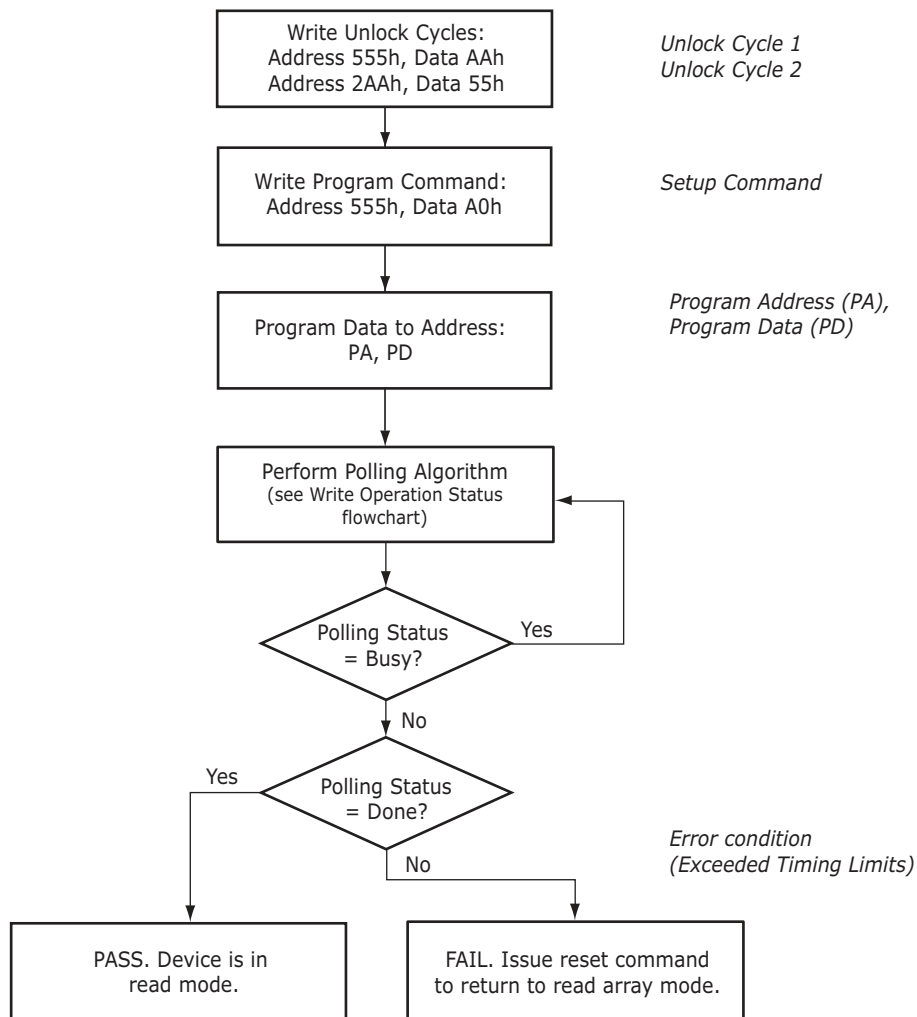 Write Unlock Cycles:
Address 555h, Data AAh
Address 2AAh, Data 55h
Unlock Cycle 1
Unlock Cycle 2
Write Program Command:
Address 555h, Data A0h
Setup Command
Program Data to Address:
PA, PD
Program Address (PA),
Program Data (PD)
Perform Polling Algorithm
(see Write Operation Status
flowchart)
Polling Status
= Busy?
Yes
No
Polling Status
= Done?
Yes
No
Error condition
(Exceeded Timing Limits)
PASS. Device is in
read mode.
FAIL. Issue reset command
to return to read array mode.